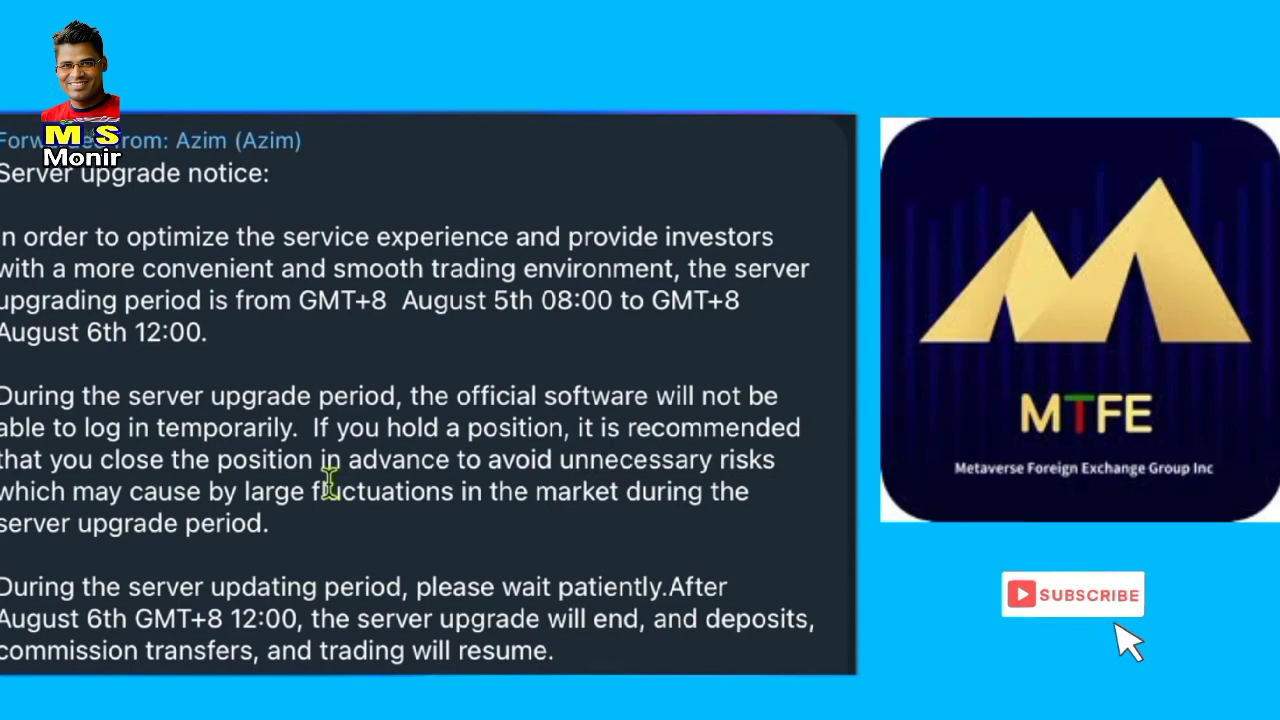 M S
Monir
Forwarded from: Azim (Azim)
Server upgrade notice:
n order to optimize the service experience and provide investors
with a more convenient and smooth trading environment, the server
upgrading period is from GMT+8 August 5th 08:00 to GMT+8
August 6th 12:00.
During the server upgrade period, the official software will not be
able to log in temporarily. If you hold a position, it is recommended
that you close the position in advance to avoid unnecessary risks
which may cause by large fluctuations in the market during the
server upgrade period.
During the server updating period, please wait patiently.After
August 6th GMT+8 12:00, the server upgrade will end, and deposits,
commission transfers, and trading will resume.
MTFE
Metaverse Foreign Exchange Group Inc
SUBSCRIBE